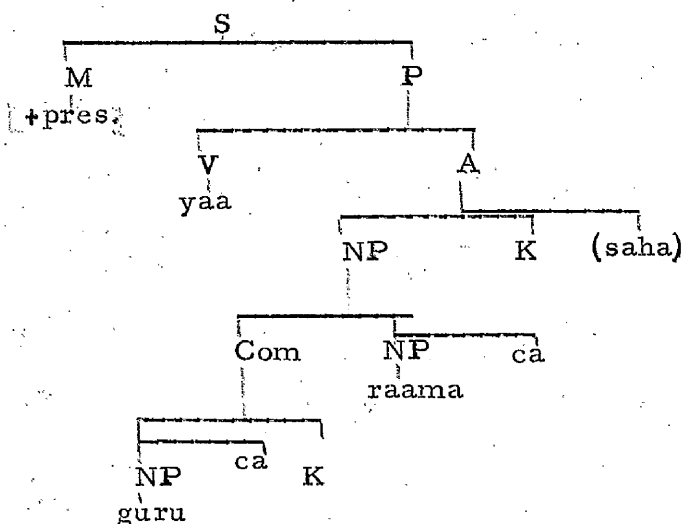 S
M P
[+pres.]
V A
yaa
NP K (saha)
Com NP ca
raama
NP ca K
guru